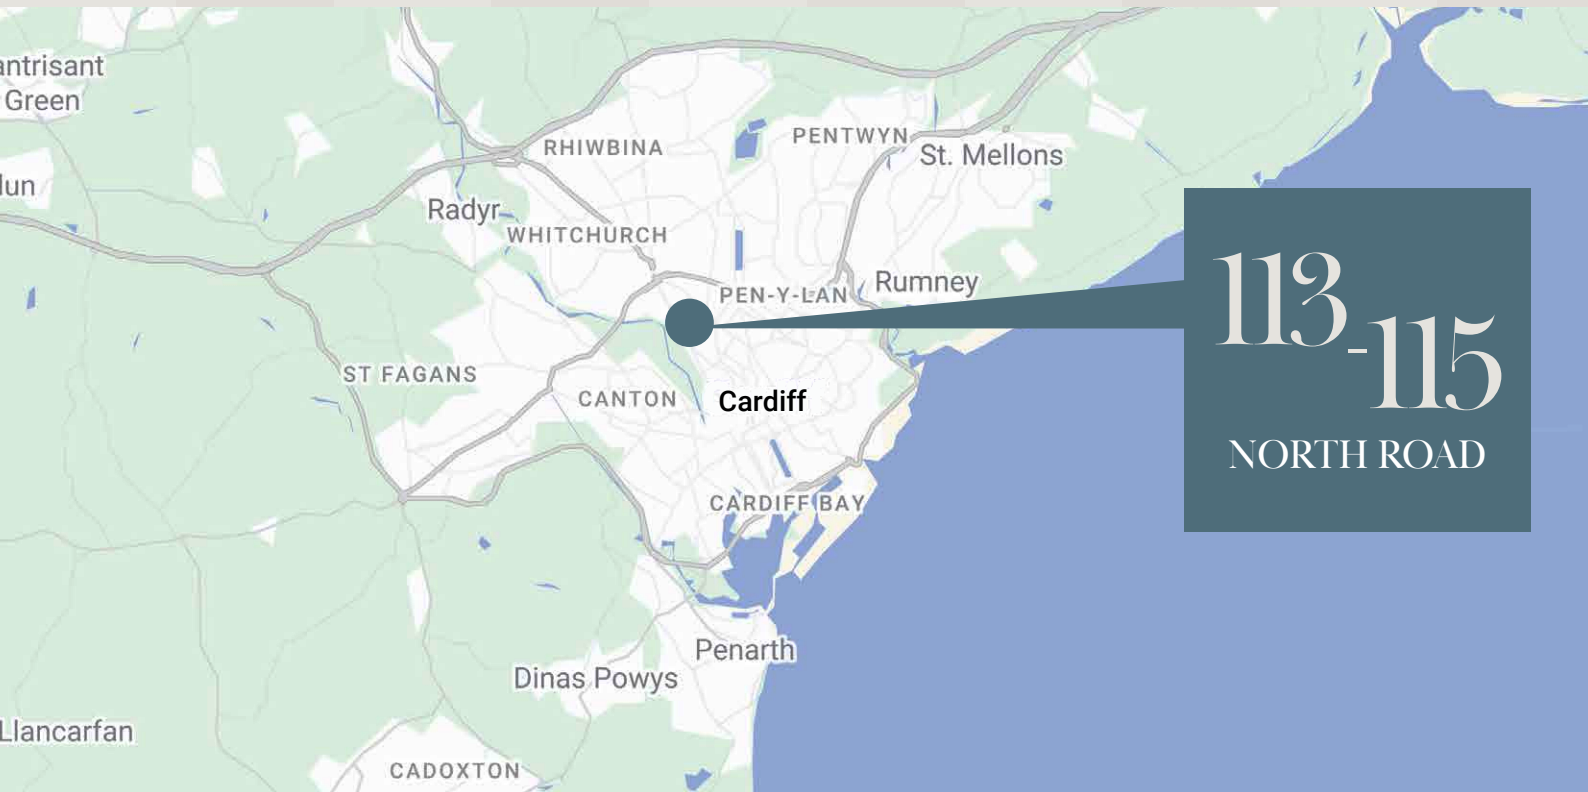 antrisant
Green
RHIWBINA
PENTWYN
St. Mellons
lun
Radyr
WHITCHURCH
PEN-Y-LAN
Rumney
113
-115
NORTH ROAD
ST FAGANS
CANTON
Cardiff
CARDIFF BAY
Penarth
Dinas Powys
Llancarfan
CADOXTON